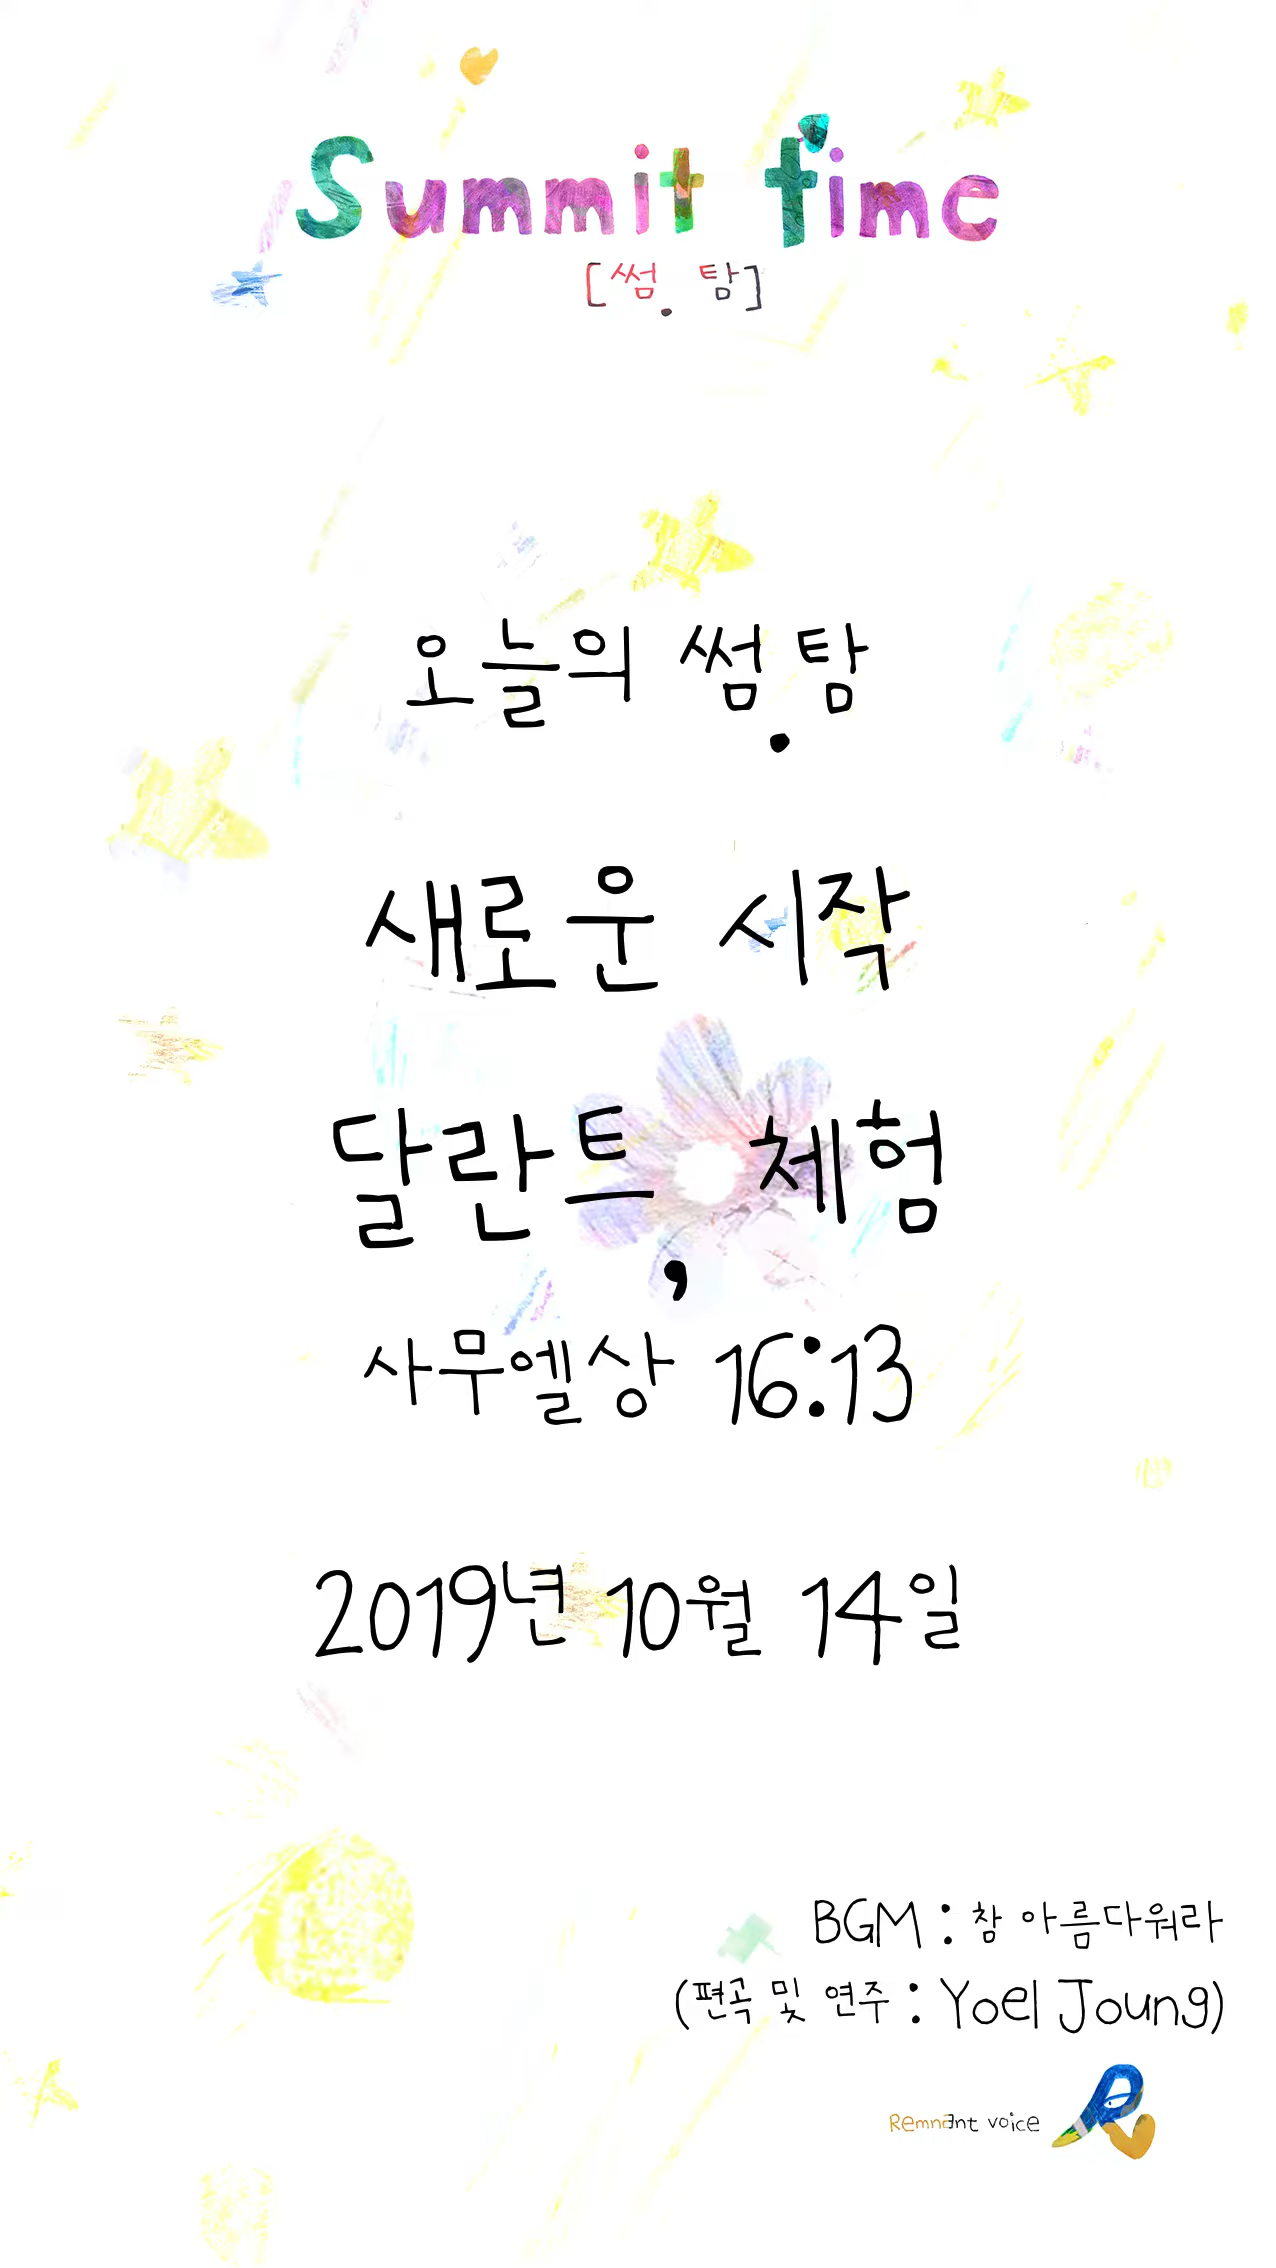 Summit time
[썸. 탐]
오늘의 썸.탐
새로운 시작
달란트, 체험
사무엘상 16:13
2019년 10월 14일
BGM : 참 아름다워라
(편곡 및 연주 : Yoel Joung)
Remnant voice